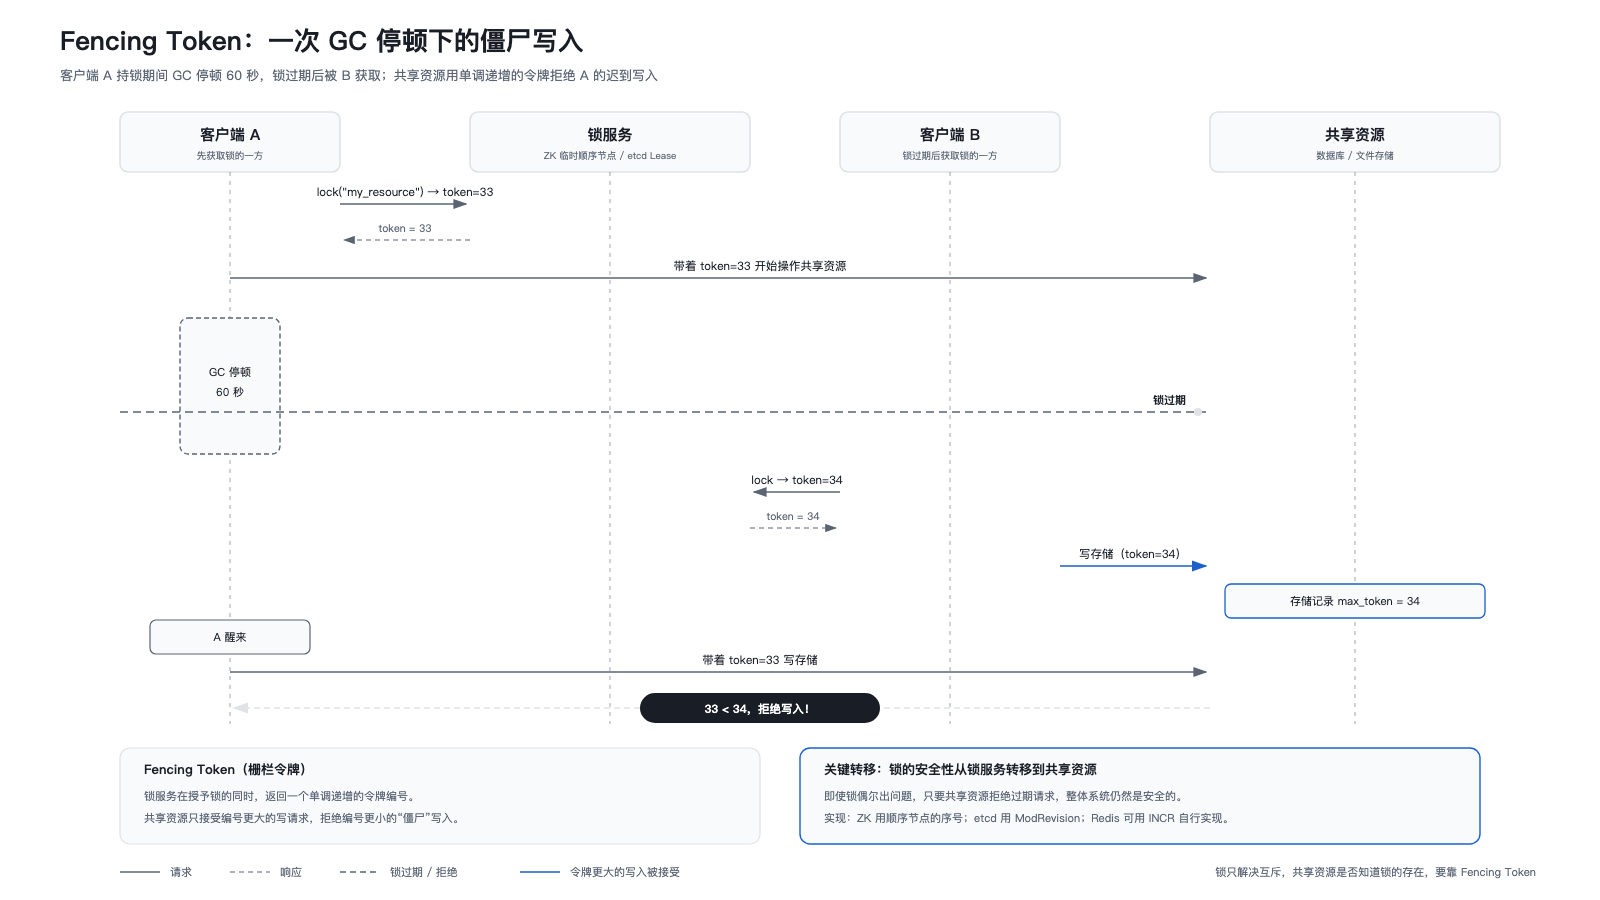 Fencing Token：一次 GC 停顿下的僵尸写入
客户端 A 持锁期间 GC 停顿 60 秒，锁过期后被 B 获取；共享资源用单调递增的令牌拒绝 A 的迟到写入
客户端 A
先获取锁的一方
锁服务
ZK 临时顺序节点 / etcd Lease
客户端 B
锁过期后获取锁的一方
共享资源
数据库 / 文件存储
lock("my_resource") → token=33
token = 33
带着 token=33 开始操作共享资源
GC 停顿
60 秒
锁过期
lock → token=34
token = 34
写存储（token=34）
存储记录 max_token = 34
A 醒来
带着 token=33 写存储
33 < 34，拒绝写入！
Fencing Token（栅栏令牌）
锁服务在授予锁的同时，返回一个单调递增的令牌编号。
共享资源只接受编号更大的写请求，拒绝编号更小的“僵尸”写入。
关键转移：锁的安全性从锁服务转移到共享资源
即使锁偶尔出问题，只要共享资源拒绝过期请求，整体系统仍然是安全的。
实现：ZK 用顺序节点的序号；etcd 用 ModRevision；Redis 可用 INCR 自行实现。
请求
响应
锁过期 / 拒绝
令牌更大的写入被接受
锁只解决互斥，共享资源是否知道锁的存在，要靠 Fencing Token